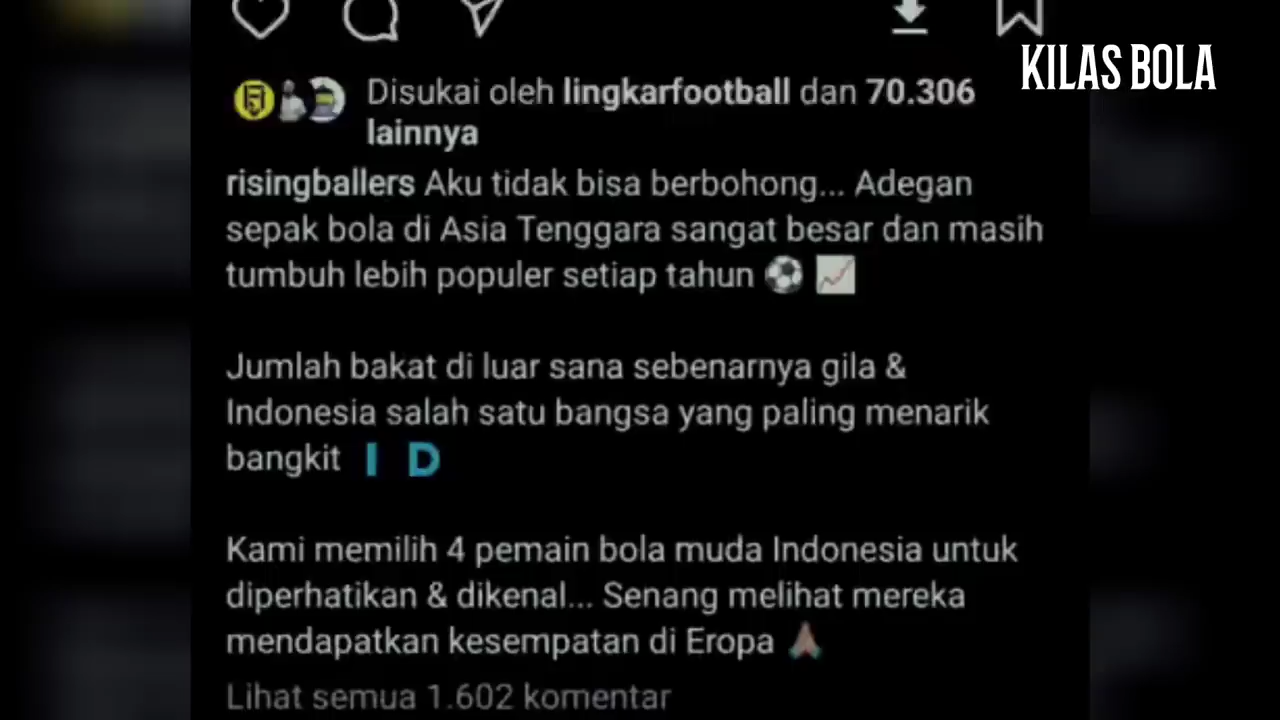 KILAS BOLA
Disukai oleh lingkarfootball dan 70.306
lainnya
risingballers Aku tidak bisa berbohong... Adegan
sepak bola di Asia Tenggara sangat besar dan masih
tumbuh lebih populer setiap tahun ⚽ 📈
Jumlah bakat di luar sana sebenarnya gila &
Indonesia salah satu bangsa yang paling menarik
bangkit I D
Kami memilih 4 pemain bola muda Indonesia untuk
diperhatikan & dikenal... Senang melihat mereka
mendapatkan kesempatan di Eropa 🙏🏽
Lihat semua 1.602 komentar